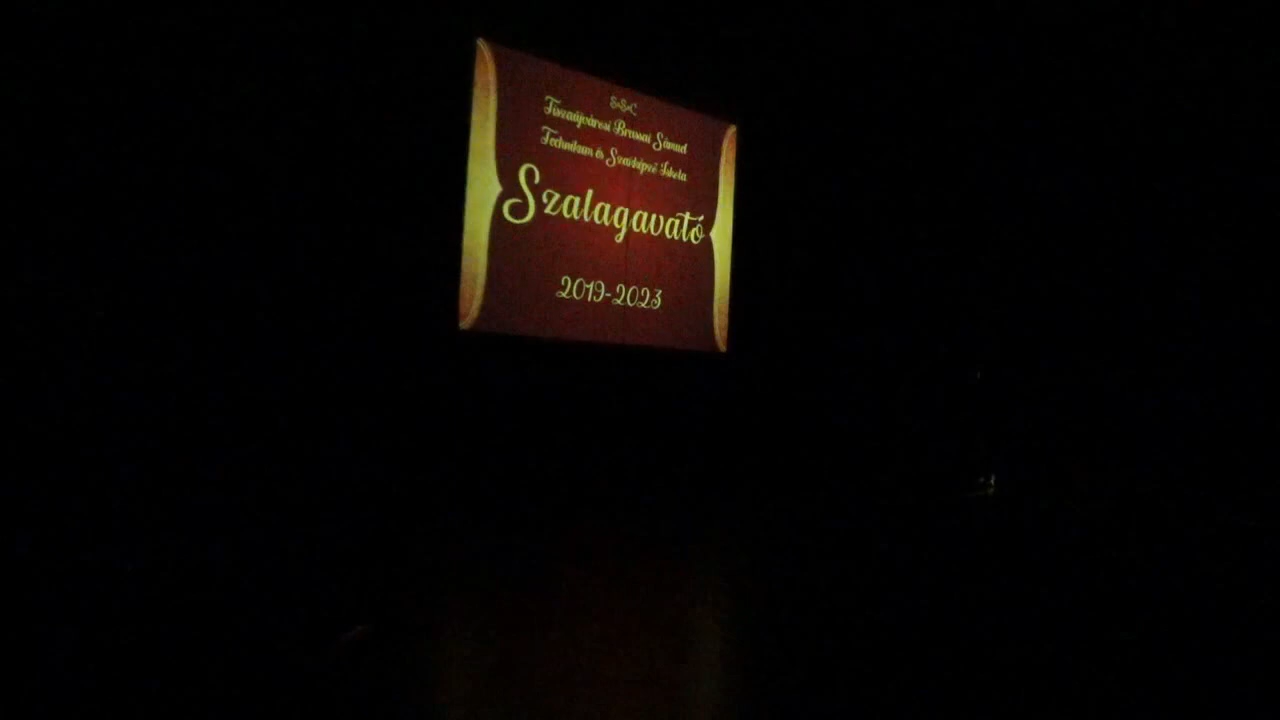 Tiszaújvárosi Brassai Sámuel
Technikum és Szakképző Iskola
Szalagavató
2019-2023